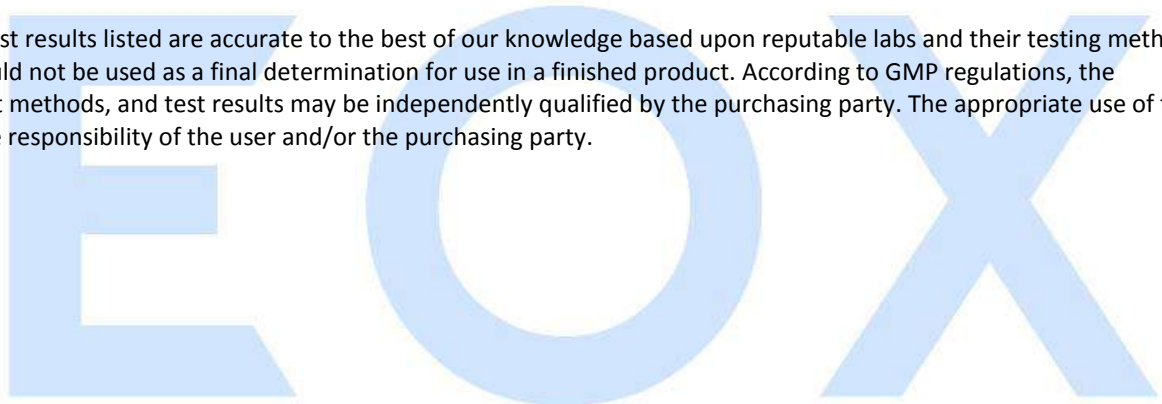 st results listed are accurate to the best of our knowledge based upon reputable labs and their testing meth
uld not be used as a final determination for use in a finished product. According to GMP regulations, the
t methods, and test results may be independently qualified by the purchasing party. The appropriate use of t
e responsibility of the user and/or the purchasing party.
EOX